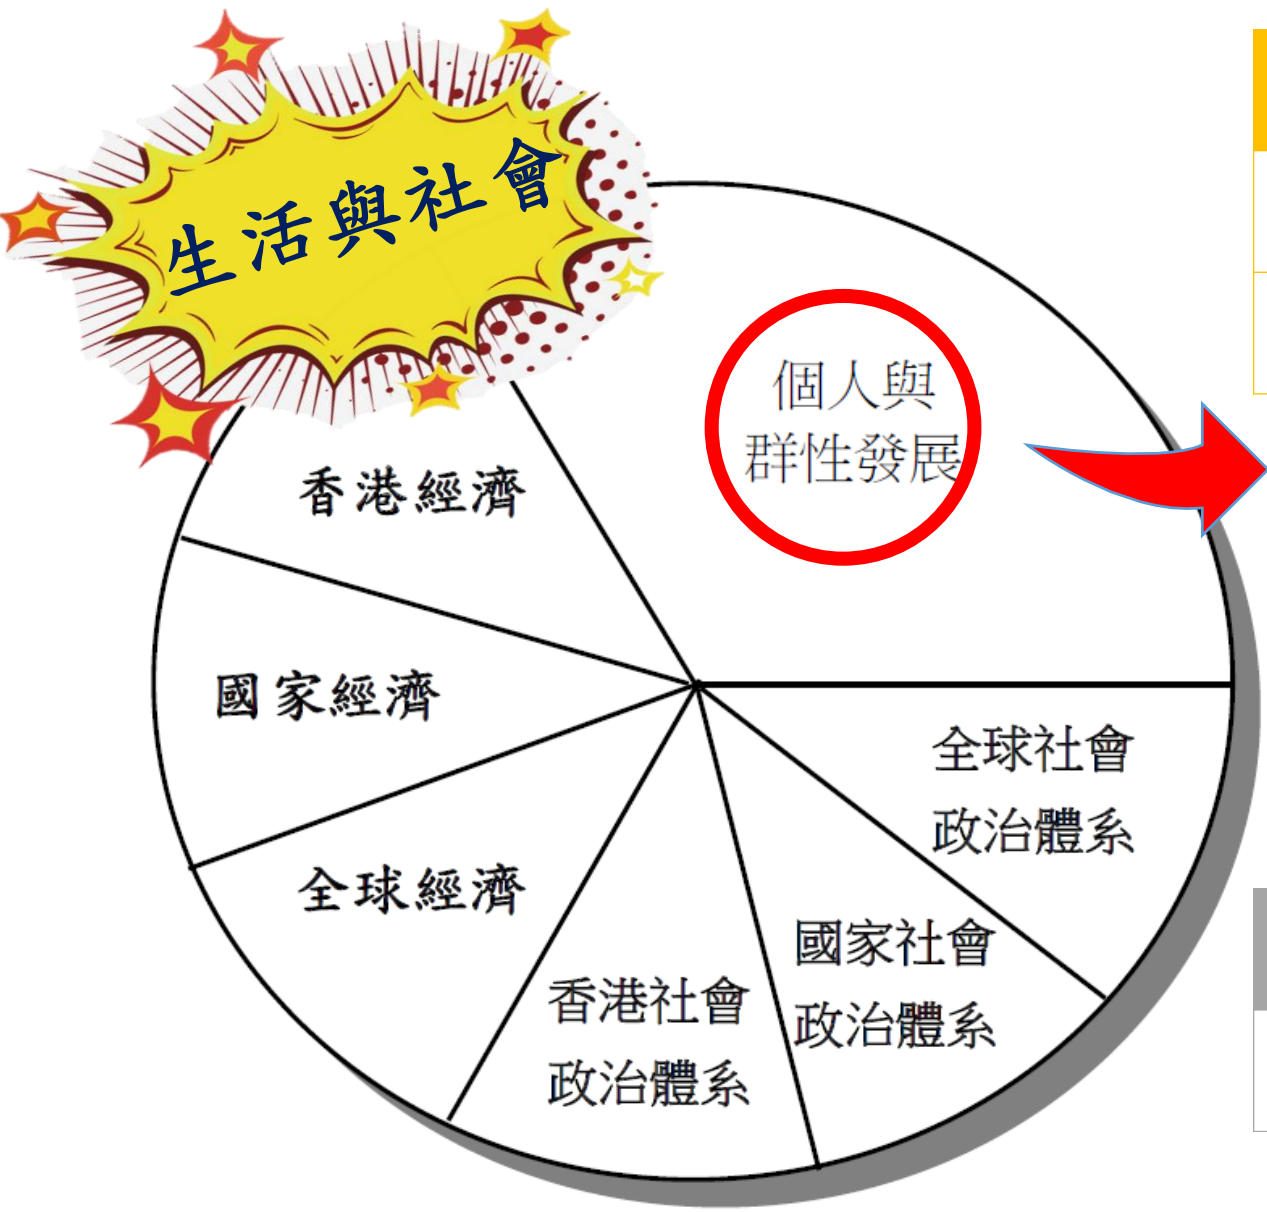 生活與社會
個人與
群性發展
香港經濟
國家經濟
全球經濟
香港社會
政治體系
國家社會
政治體系
全球社會
政治體系